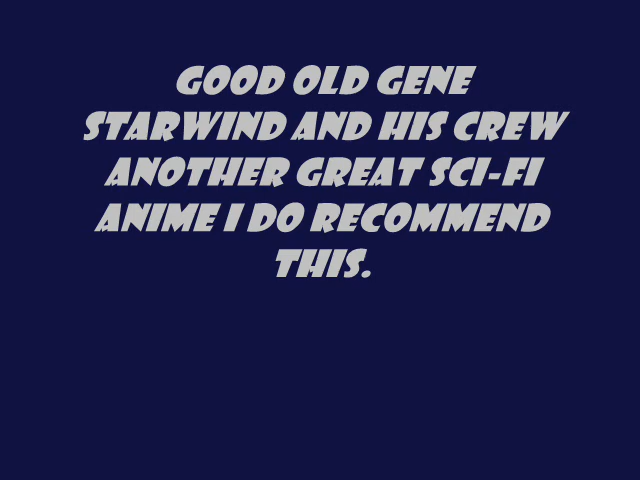 GOOD OLD GENE
STARWIND AND HIS CREW
ANOTHER GREAT SCI-FI
ANIME I DO RECOMMEND
THIS.